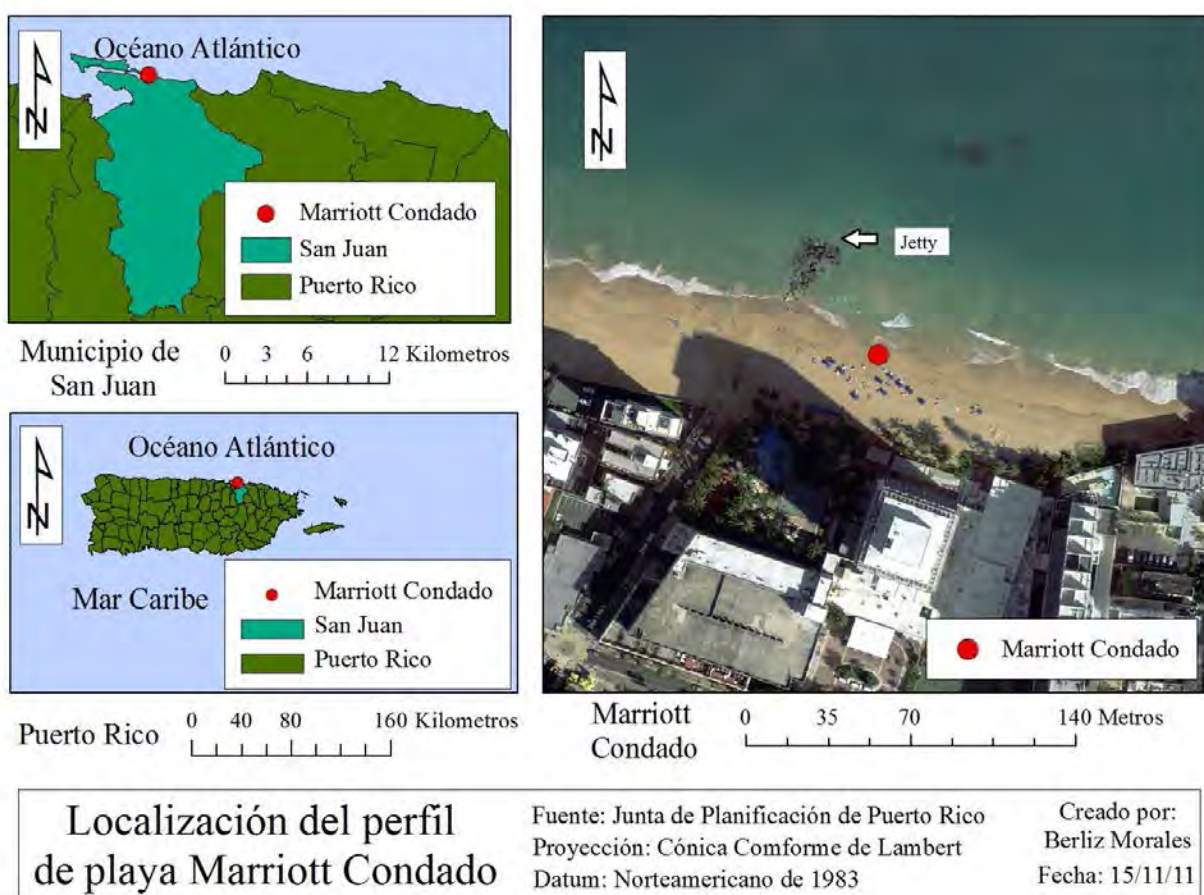 Océano Atlántico
N
Marriott Condado
San Juan
Puerto Rico
Municipio de
San Juan
0 3 6 12 Kilometros
Océano Atlántico
N
Mar Caribe
Marriott Condado
San Juan
Puerto Rico
Puerto Rico
0 40 80 160 Kilometros
N
Jetty
Marriott Condado
Marriott
Condado
0 35 70 140 Metros
Localización del perfil
de playa Marriott Condado
Fuente: Junta de Planificación de Puerto Rico
Proyección: Cónica Comforme de Lambert
Datum: Norteamericano de 1983
Creado por:
Berliz Morales
Fecha: 15/11/11